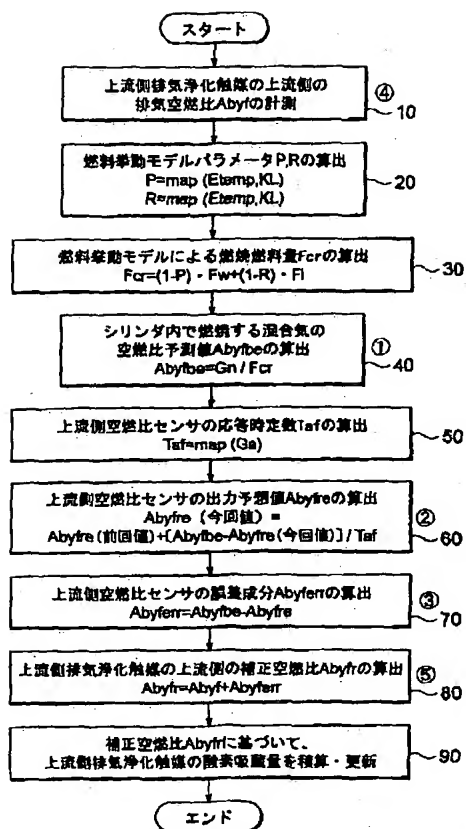 スタート
上流側排気浄化触媒の上流側の
排気空燃比Abyfの計測
④
10
燃料挙動モデルパラメータP,Rの算出
P=map (Etemp,KL)
R=map (Etemp,KL)
20
燃料挙動モデルによる燃焼燃料量Fcrの算出
Fcr=(1-P)・Fw+(1-R)・Fi
30
シリンダ内で燃焼する混合気の
空燃比予測値Abyfbeの算出
Abyfbe=Gn / Fcr
①
40
上流側空燃比センサの応答時定数Tafの算出
Taf=map (Ga)
50
上流側空燃比センサの出力予想値Abyfreの算出
Abyfre (今回値) =
Abyfre (前回値)+[Abyfbe-Abyfre (今回値)] / Taf
②
60
上流側空燃比センサの誤差成分Abyferrの算出
Abyferr=Abyfbe-Abyfre
③
70
上流側排気浄化触媒の上流側の補正空燃比Abyfrの算出
Abyfr=Abyf+Abyferr
⑤
80
補正空燃比Abyfrに基づいて、
上流側排気浄化触媒の酸素吸蔵量を積算・更新
90
エンド